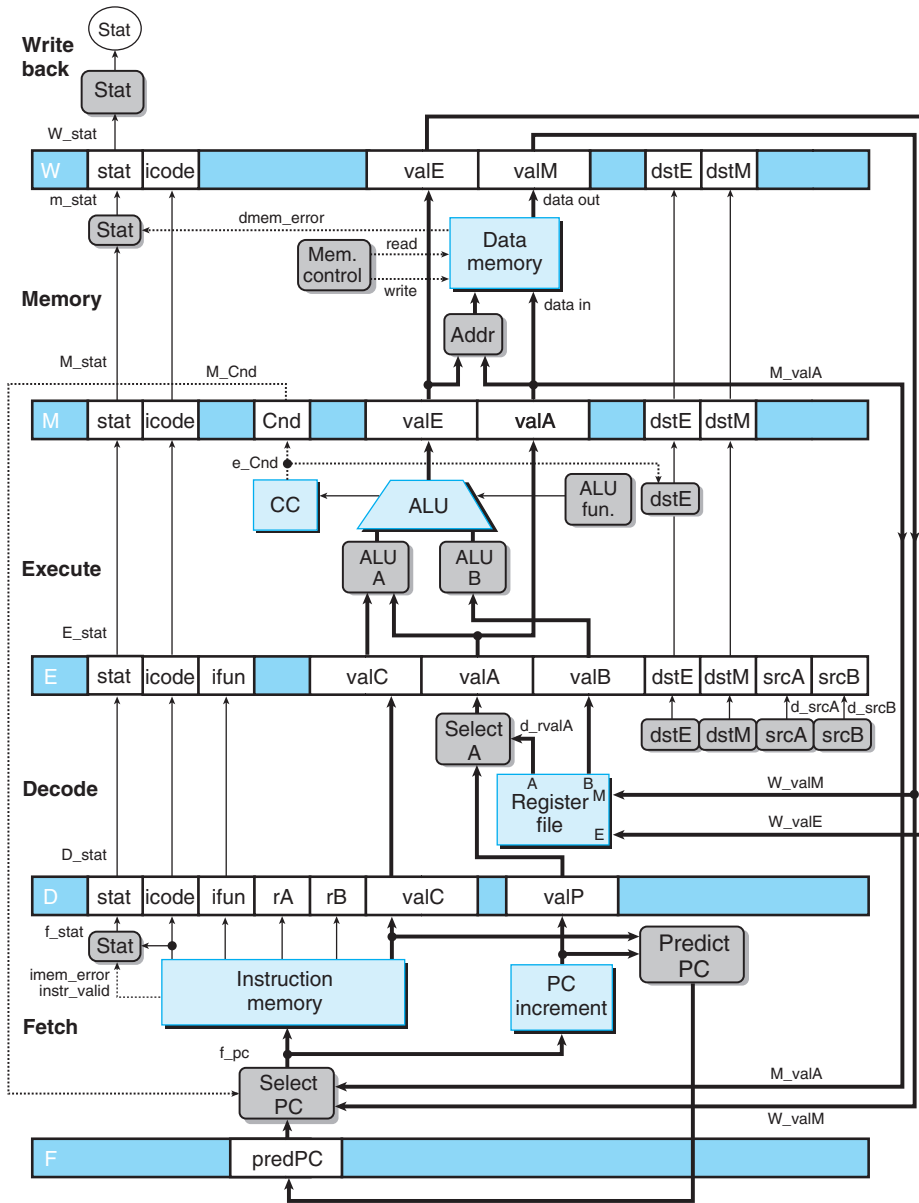 Stat
Write
back
Stat
W_stat
W stat icode valE valM dstE dstM
m_stat
data out
dmem_error
Stat
Data
memory
read
Mem.
control
write
Memory
data in
Addr
M_stat
M_Cnd
M_valA
M stat icode Cnd valE valA dstE dstM
e_Cnd
CC
ALU
ALU
fun.
dstE
ALU
A
ALU
B
Execute
E_stat
E stat icode ifun valC valA valB dstE dstM srcA srcB
d_srcA d_srcB
Select
A
d_rvalA
dstE dstM srcA srcB
A B
M
Register
file
E
Decode
W_valM
W_valE
D_stat
D stat icode ifun rA rB valC valP
f_stat
Stat
Predict
PC
imem_error
instr_valid
Instruction
memory
PC
increment
Fetch
f_pc
Select
PC
M_valA
W_valM
F predPC